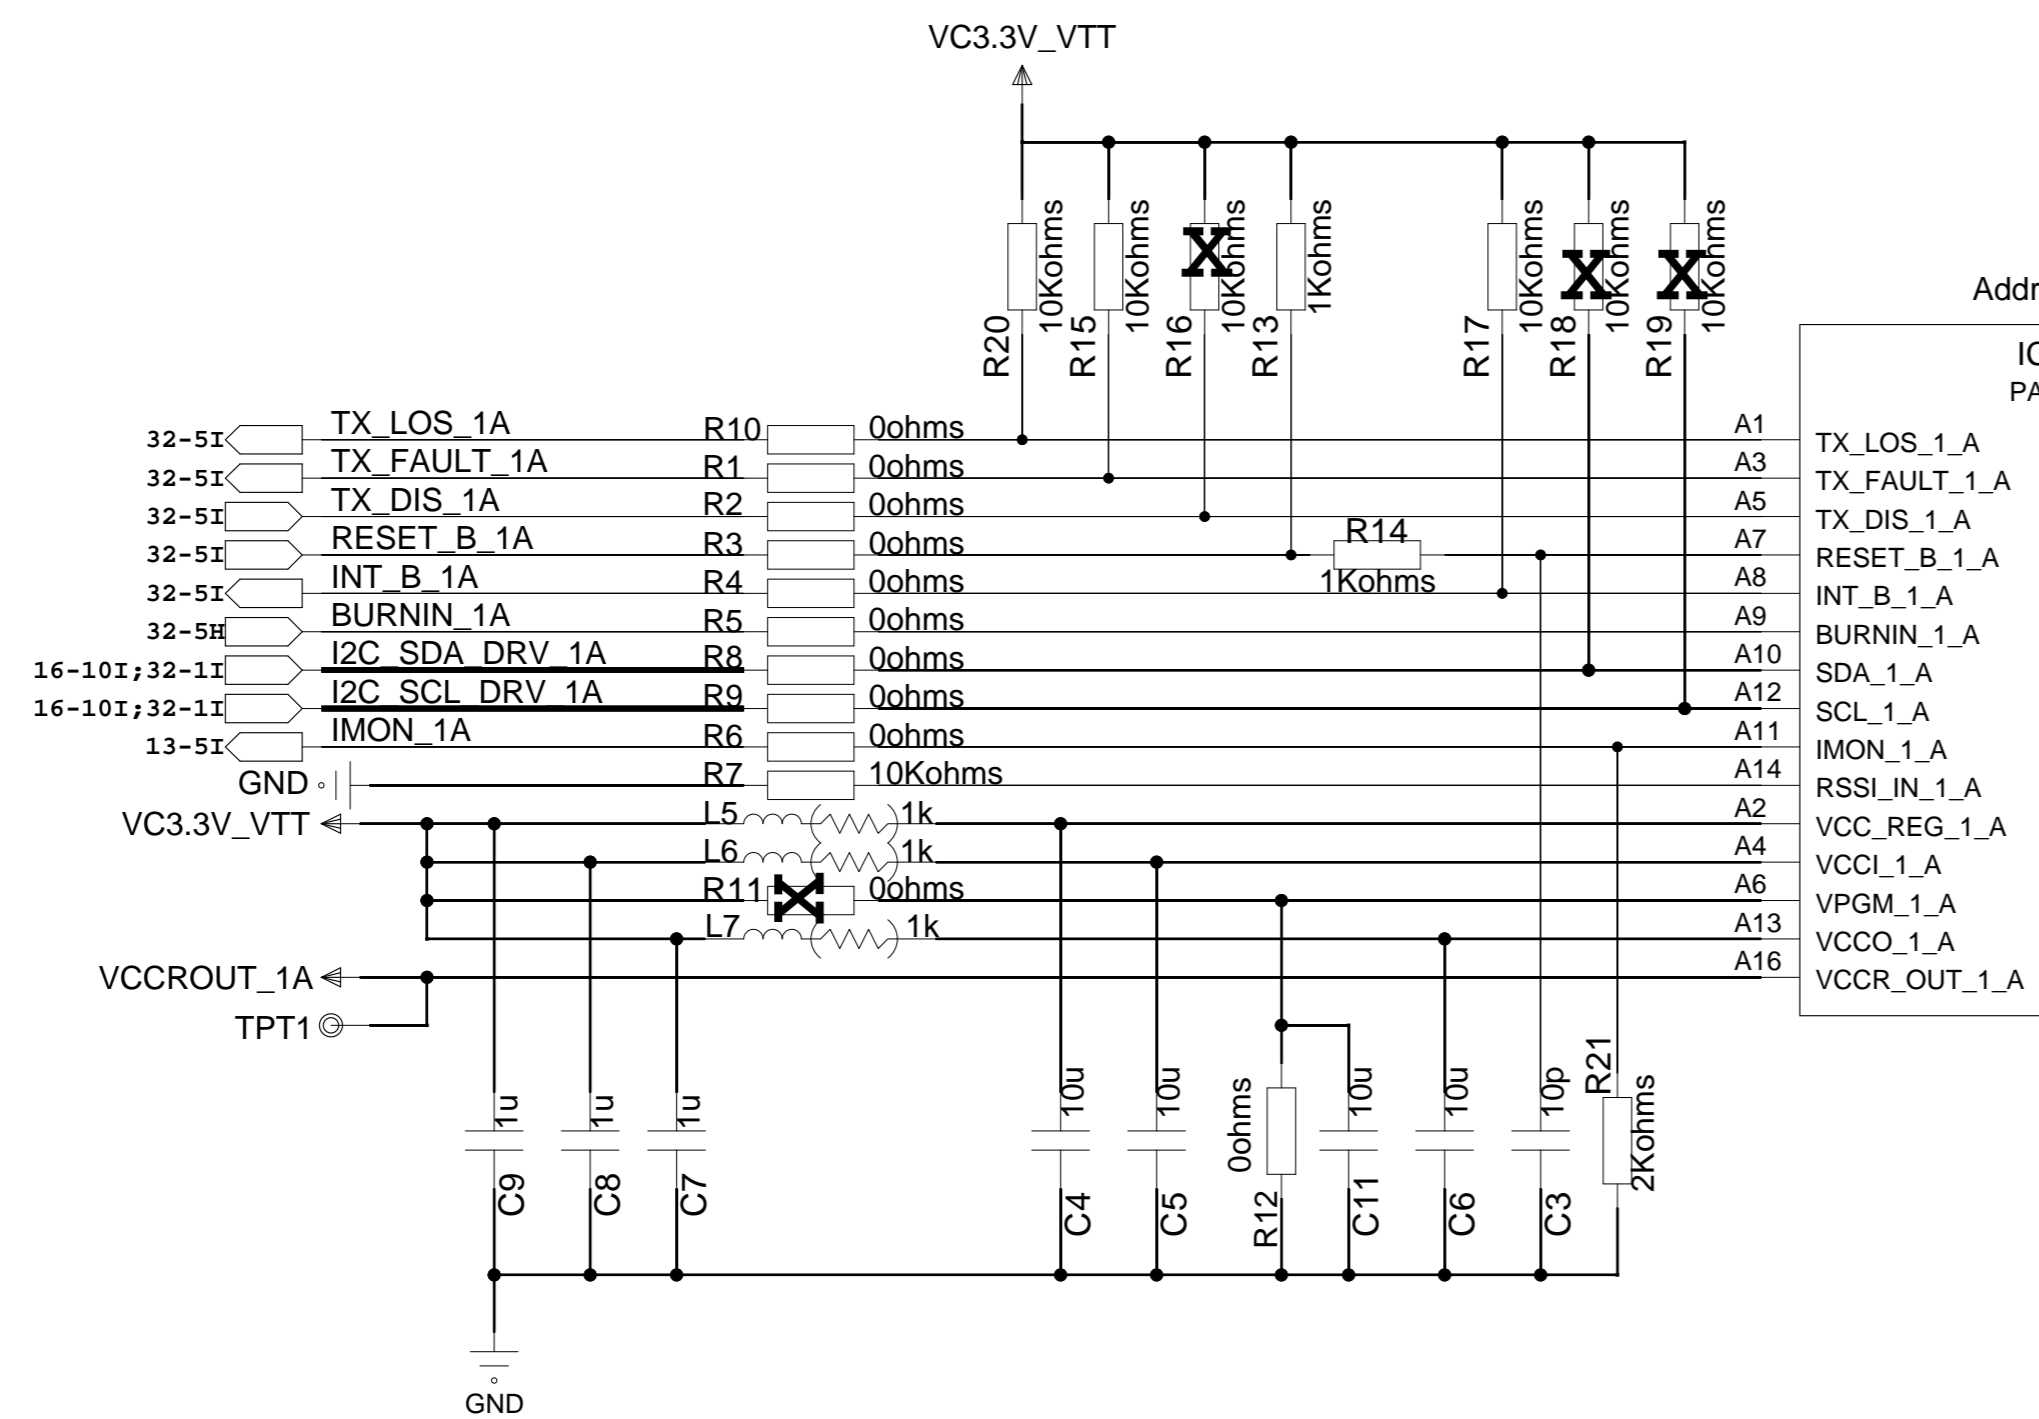 VC3.3V_VTT
R20 10Kohms
R15 10Kohms
R16 10Kohms
R13 1Kohms
R17 10Kohms
R18 10Kohms
R19 10Kohms
Addr
IC
PA
32-5I TX_LOS_1A R10 0ohms A1 TX_LOS_1_A
32-5I TX_FAULT_1A R1 0ohms A3 TX_FAULT_1_A
32-5I TX_DIS_1A R2 0ohms A5 TX_DIS_1_A
32-5I RESET_B_1A R3 0ohms R14 1Kohms A7 RESET_B_1_A
32-5I INT_B_1A R4 0ohms A8 INT_B_1_A
32-5H BURNIN_1A R5 0ohms A9 BURNIN_1_A
16-10I;32-1I I2C_SDA_DRV_1A R8 0ohms A10 SDA_1_A
16-10I;32-1I I2C_SCL_DRV_1A R9 0ohms A12 SCL_1_A
13-5I IMON_1A R6 0ohms A11 IMON_1_A
GND R7 10Kohms A14 RSSI_IN_1_A
VC3.3V_VTT L5 1k A2 VCC_REG_1_A
L6 1k A4 VCCI_1_A
R11 0ohms A6 VPGM_1_A
L7 1k A13 VCCO_1_A
VCCROUT_1A A16 VCCR_OUT_1_A
TPT1
C9 1u
C8 1u
C7 1u
C4 10u
C5 10u
R12 0ohms
C11 10u
C6 10u
C3 10p
R21 2Kohms
GND